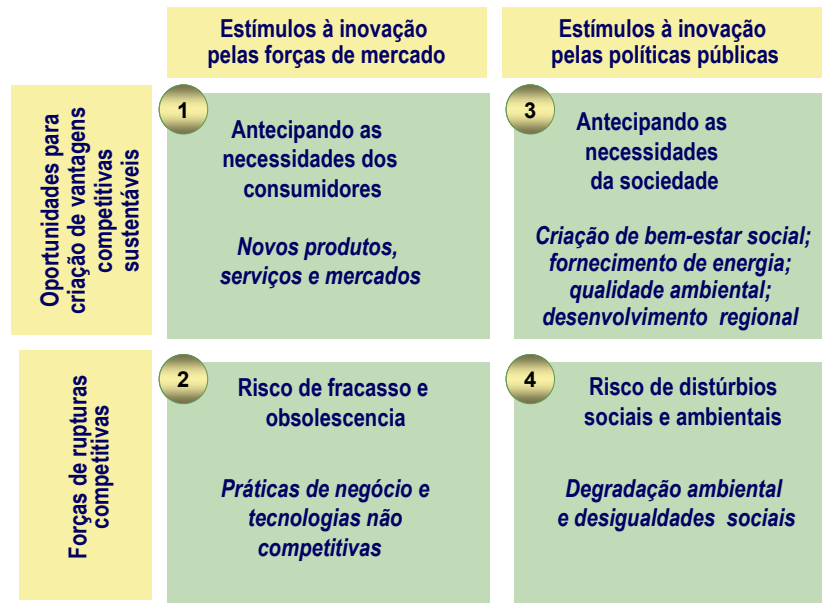 Estímulos à inovação
pelas forças de mercado
Estímulos à inovação
pelas políticas públicas
Oportunidades para
criação de vantagens
competitivas
sustentáveis
1
Antecipando as
necessidades dos
consumidores
Novos produtos,
serviços e mercados
3
Antecipando as
necessidades
da sociedade
Criação de bem-estar social;
fornecimento de energia;
qualidade ambiental;
desenvolvimento regional
Forças de rupturas
competitivas
2
Risco de fracasso e
obsolescencia
Práticas de negócio e
tecnologias não
competitivas
4
Risco de distúrbios
sociais e ambientais
Degradação ambiental
e desigualdades sociais